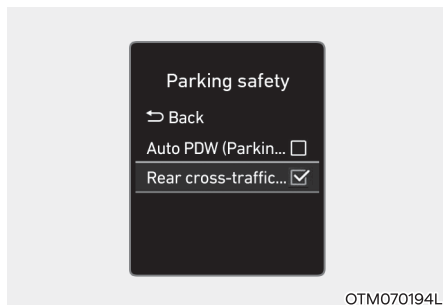 Parking safety
Back
Auto PDW (Parkin...
Rear cross-traffic...
OTM070194L